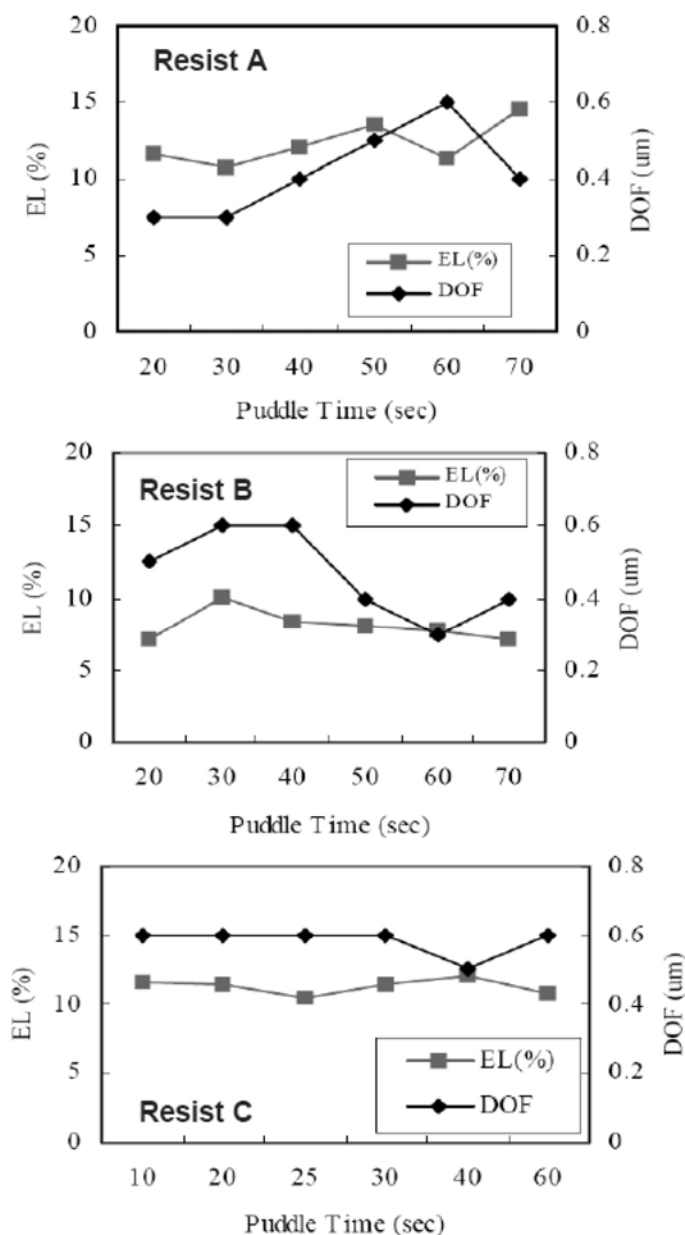 Resist A
20
15
10
5
0
EL (%)
0.8
0.6
0.4
0.2
0
DOF (um)
EL(%)
DOF
20 30 40 50 60 70
Puddle Time (sec)
Resist B
20
15
10
5
0
EL (%)
0.8
0.6
0.4
0.2
0
DOF (um)
EL(%)
DOF
20 30 40 50 60 70
Puddle Time (sec)
20
15
10
5
0
EL (%)
0.8
0.6
0.4
0.2
0
DOF (um)
EL(%)
DOF
Resist C
10 20 25 30 40 60
Puddle Time (sec)